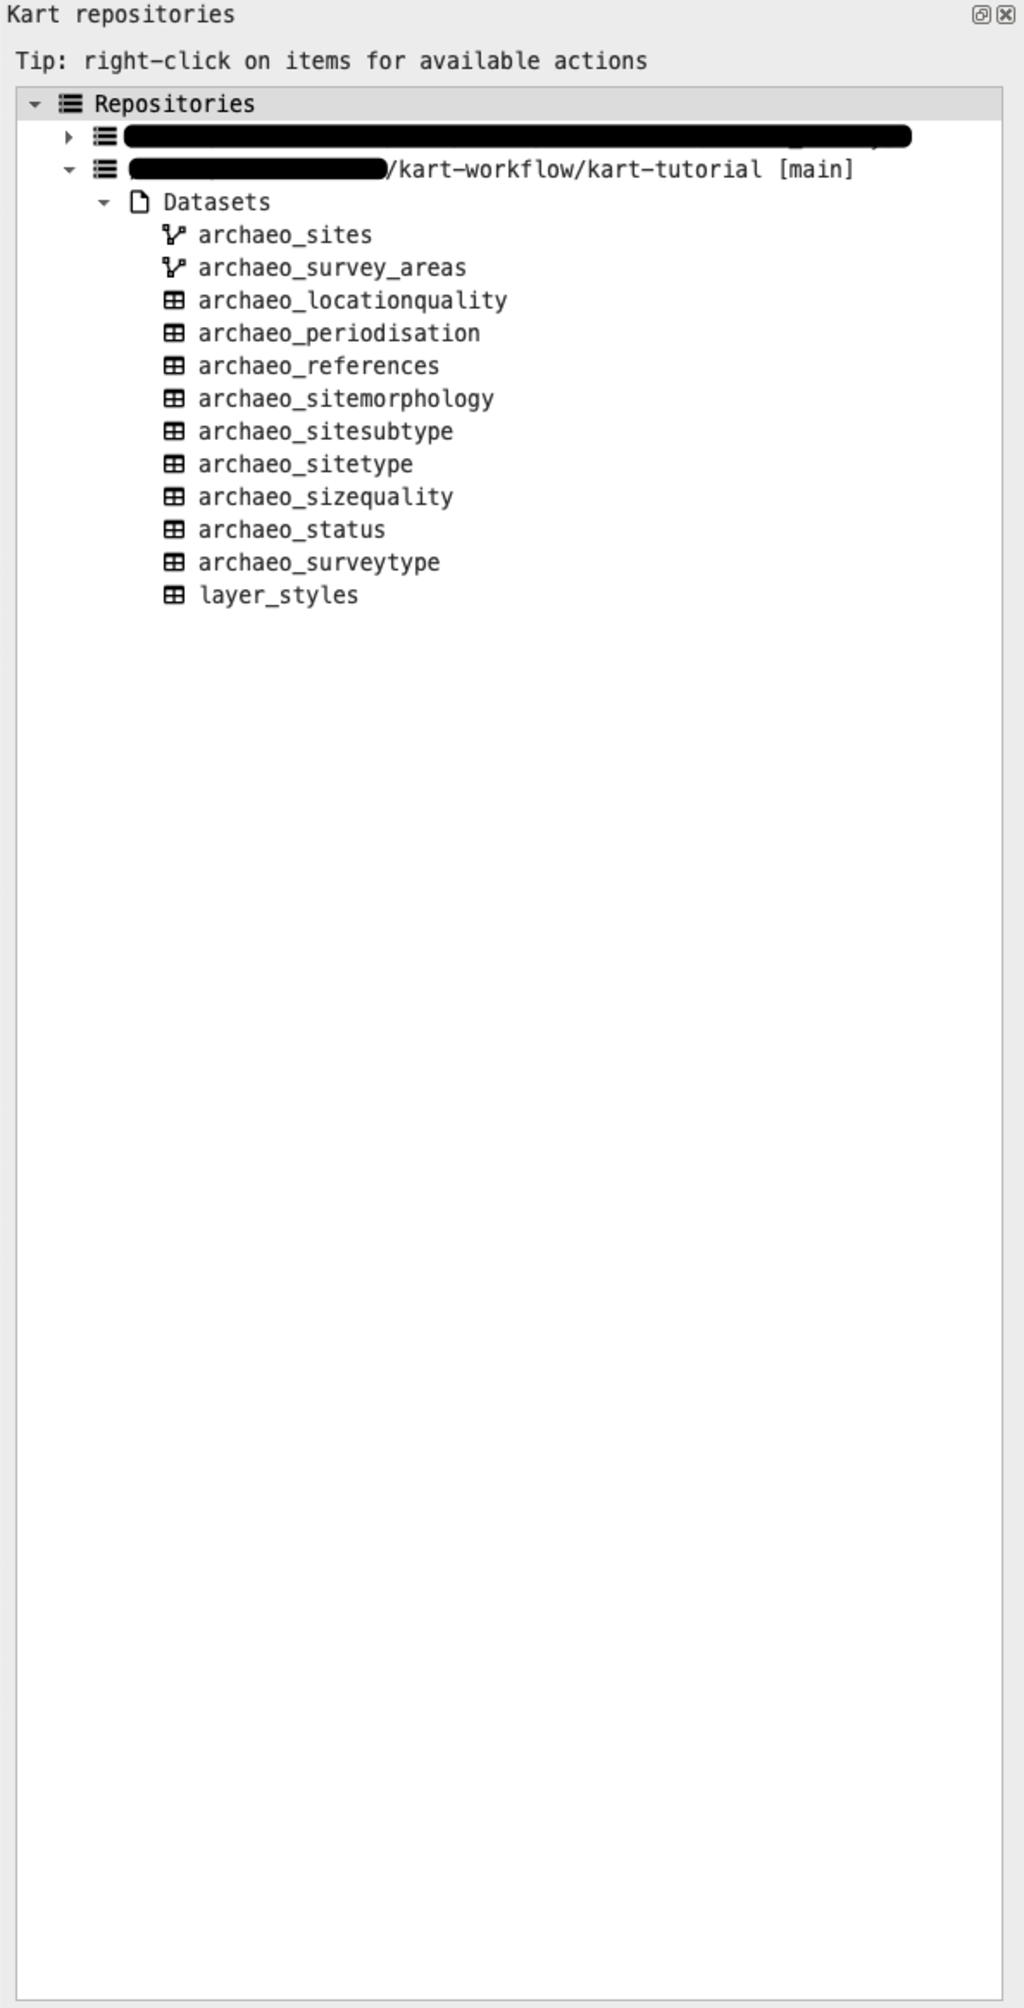 Kart repositories
Tip: right-click on items for available actions
Repositories
/kart-workflow/kart-tutorial [main]
Datasets
archaeo_sites
archaeo_survey_areas
archaeo_locationquality
archaeo_periodisation
archaeo_references
archaeo_sitemorphology
archaeo_sitesubtype
archaeo_sitetype
archaeo_sizequality
archaeo_status
archaeo_surveytype
layer_styles